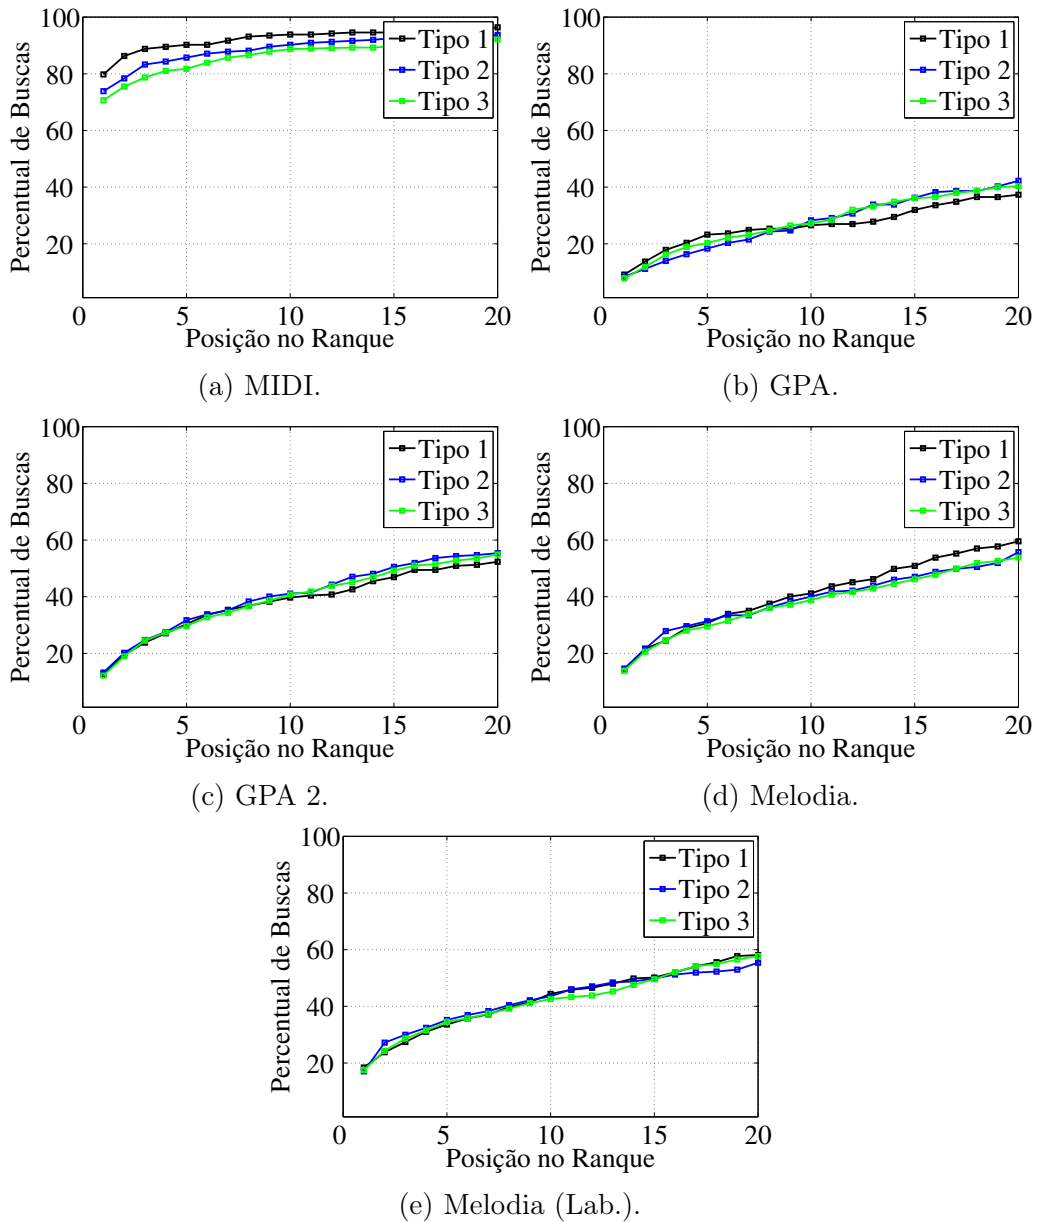 100
80
60
40
20
0
5
10
15
20
Percentual de Buscas
Posição no Ranque
Tipo 1
Tipo 2
Tipo 3
(a) MIDI.
100
80
60
40
20
0
5
10
15
20
Percentual de Buscas
Posição no Ranque
Tipo 1
Tipo 2
Tipo 3
(b) GPA.
100
80
60
40
20
0
5
10
15
20
Percentual de Buscas
Posição no Ranque
Tipo 1
Tipo 2
Tipo 3
(c) GPA 2.
100
80
60
40
20
0
5
10
15
20
Percentual de Buscas
Posição no Ranque
Tipo 1
Tipo 2
Tipo 3
(d) Melodia.
100
80
60
40
20
0
5
10
15
20
Percentual de Buscas
Posição no Ranque
Tipo 1
Tipo 2
Tipo 3
(e) Melodia (Lab.).